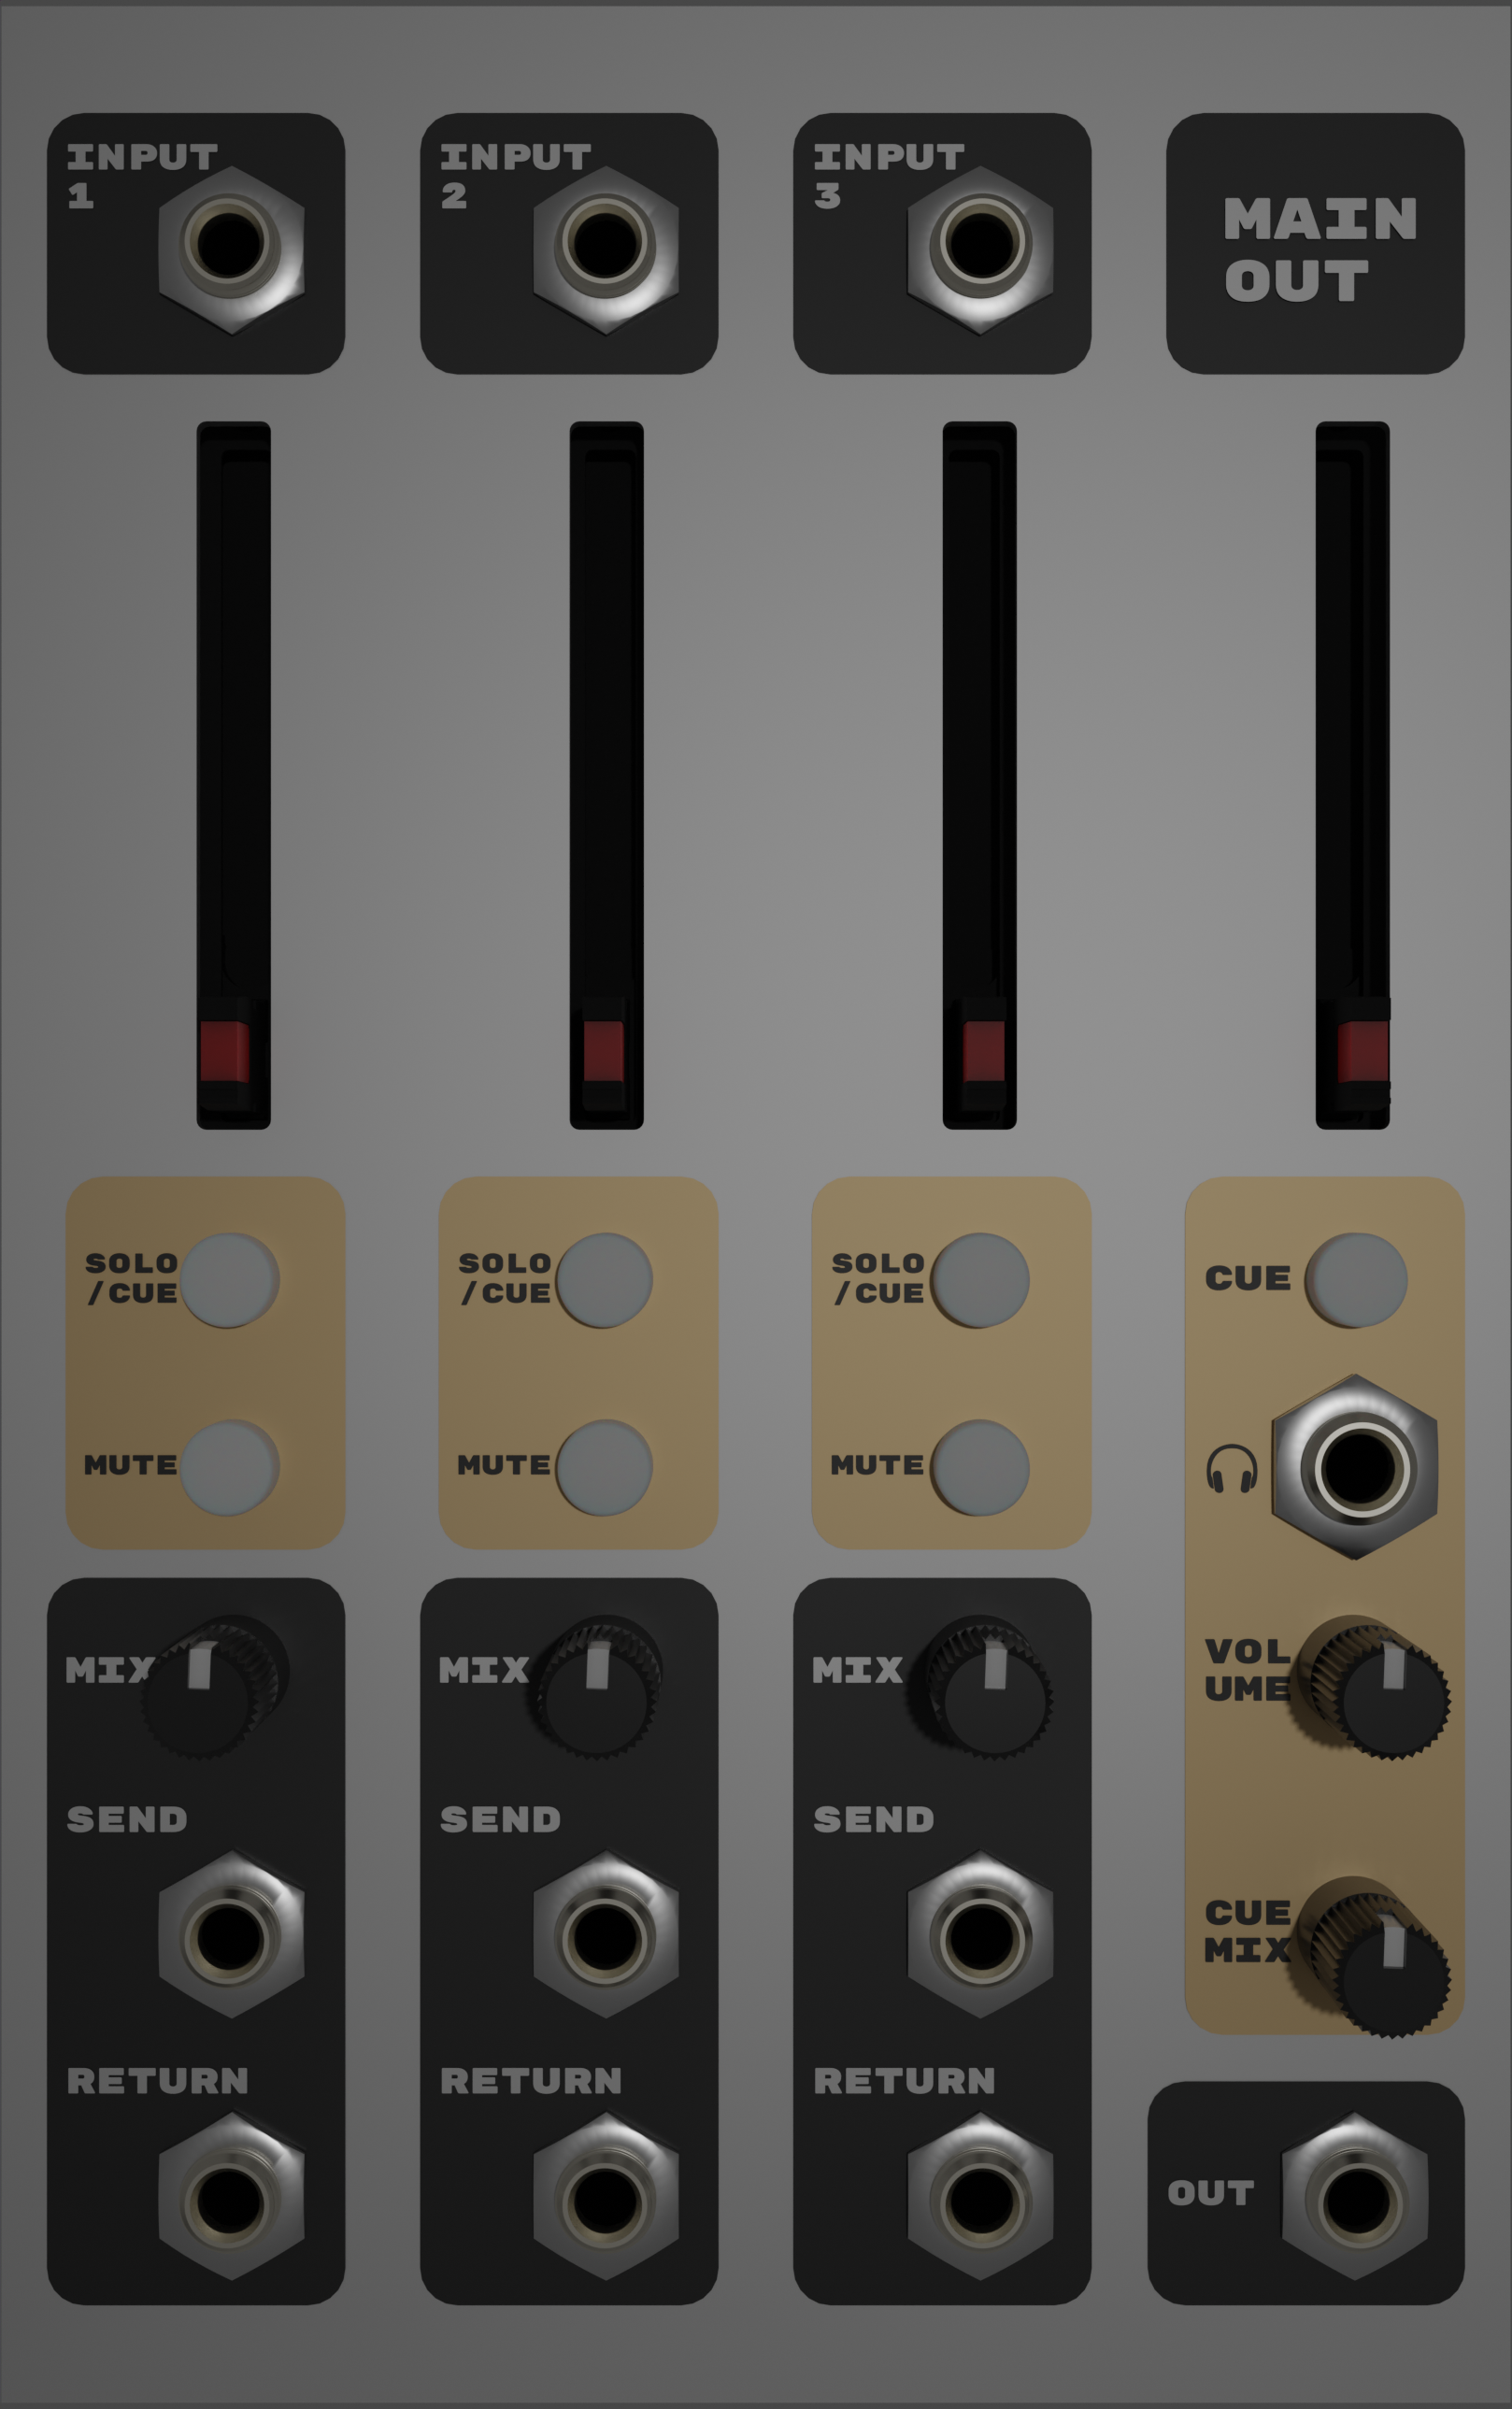 INPUT
1
INPUT
2
INPUT
3
MAIN
OUT
SOLO
/CUE
MUTE
SOLO
/CUE
MUTE
SOLO
/CUE
MUTE
CUE
VOL
UME
CUE
MIX
MIX
SEND
RETURN
MIX
SEND
RETURN
MIX
SEND
RETURN
OUT